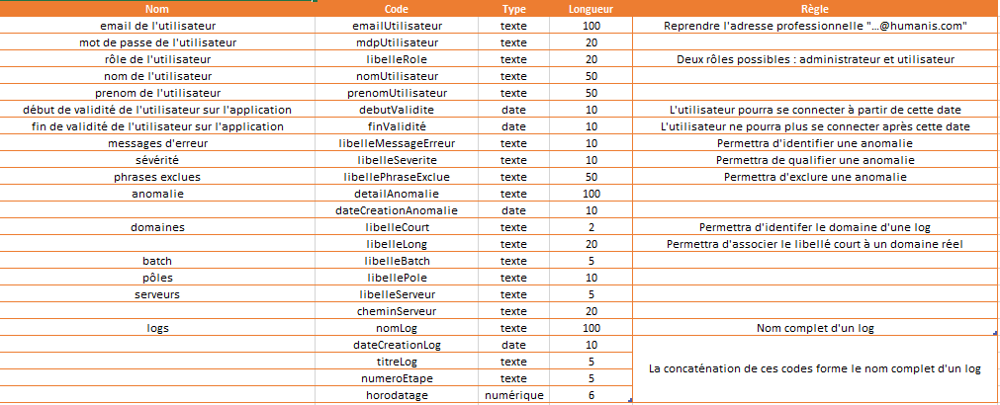 Nom Code Type Longueur Règle
email de l'utilisateur emailUtilisateur texte 100 Reprendre l'adresse professionnelle "...@humanis.com"
mot de passe de l'utilisateur mdpUtilisateur texte 20
rôle de l'utilisateur libelleRole texte 20 Deux rôles possibles : administrateur et utilisateur
nom de l'utilisateur nomUtilisateur texte 50
prenom de l'utilisateur prenomUtilisateur texte 50
début de validité de l'utilisateur sur l'application debutValidite date 10 L'utilisateur pourra se connecter à partir de cette date
fin de validité de l'utilisateur sur l'application finValidité date 10 L'utilisateur ne pourra plus se connecter après cette date
messages d'erreur libelleMessageErreur texte 10 Permettra d'identifier une anomalie
sévérité libelleSeverite texte 10 Permettra de qualifier une anomalie
phrases exclues libellePhraseExclue texte 50 Permettra d'exclure une anomalie
anomalie detailAnomalie texte 100
dateCreationAnomalie date 10
domaines libelleCourt texte 2 Permettra d'identifer le domaine d'une log
libelleLong texte 20 Permettra d'associer le libellé court à un domaine réel
batch libelleBatch texte 5
pôles libellePole texte 10
serveurs libelleServeur texte 5
cheminServeur texte 20
logs nomLog texte 100 Nom complet d'un log
dateCreationLog date 10
titreLog texte 5
La concaténation de ces codes forme le nom complet d'un log
numeroEtape texte 5
horodatage numérique 6